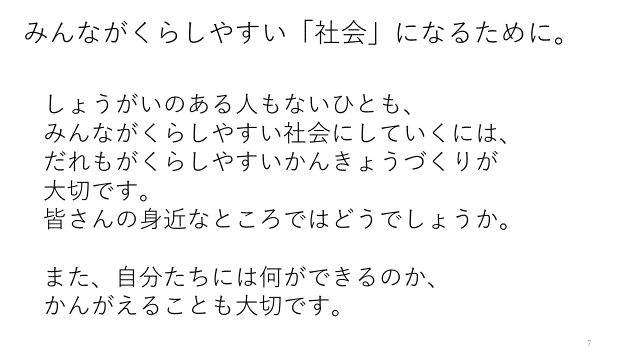 みんながくらしやすい「社会」になるために。
しょうがいのある人もないひとも、
みんながくらしやすい社会にしていくには、
だれもがくらしやすいかんきょうづくりが
大切です。
皆さんの身近なところではどうでしょうか。
また、自分たちには何ができるのか、
かんがえることも大切です。
7